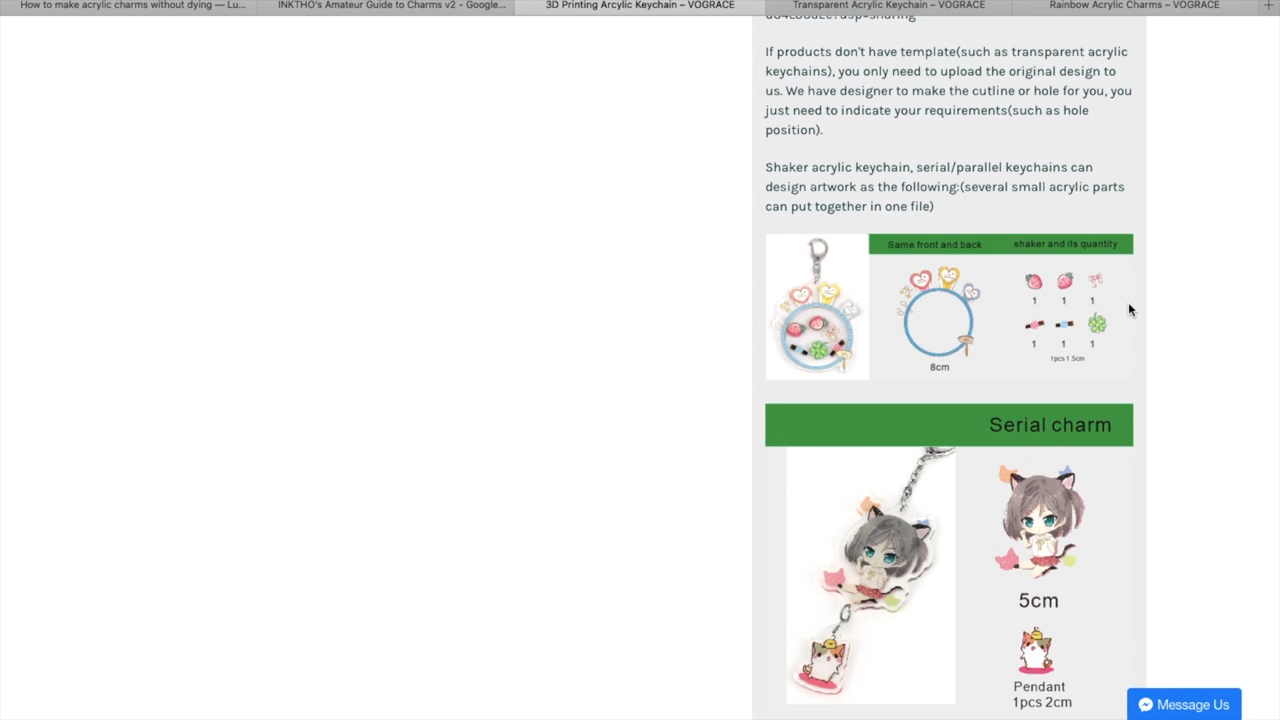 How to make acrylic charms without dying — Lu...
INKTHO's Amateur Guide to Charms v2 - Google...
3D Printing Arcylic Keychain – VOGRACE
Transparent Acrylic Keychain – VOGRACE
Rainbow Acrylic Charms – VOGRACE
If products don't have template(such as transparent acrylic
keychains), you only need to upload the original design to
us. We have designer to make the cutline or hole for you, you
just need to indicate your requirements(such as hole
position).
Shaker acrylic keychain, serial/parallel keychains can
design artwork as the following:(several small acrylic parts
can put together in one file)
Same front and back
shaker and its quantity
1 1 1
1 1 1
1pcs 1.5cm
8cm
Serial charm
5cm
Pendant
1pcs 2cm
Message Us